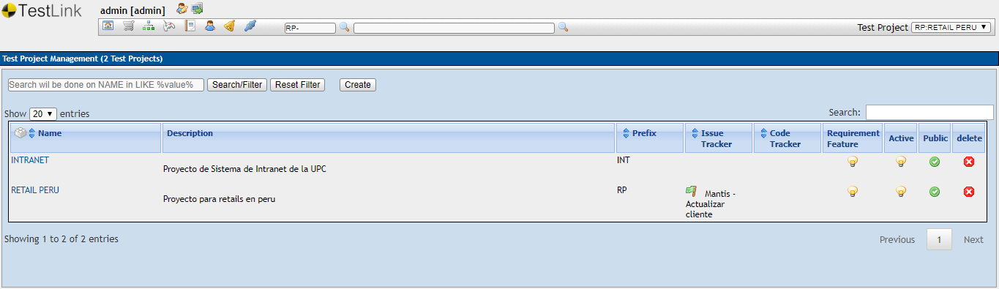 TestLink
admin [admin]
RP-
Test Project RP:RETAIL PERU
Test Project Management (2 Test Projects)
Search wil be done on NAME in LIKE %value% Search/Filter Reset Filter Create
Show 20 entries
Search:
Name Description Prefix Issue Tracker Code Tracker Requirement Feature Active Public delete
INTRANET
Proyecto de Sistema de Intranet de la UPC
INT
RETAIL PERU
Proyecto para retails en peru
RP
Mantis -
Actualizar
cliente
Showing 1 to 2 of 2 entries
Previous 1 Next